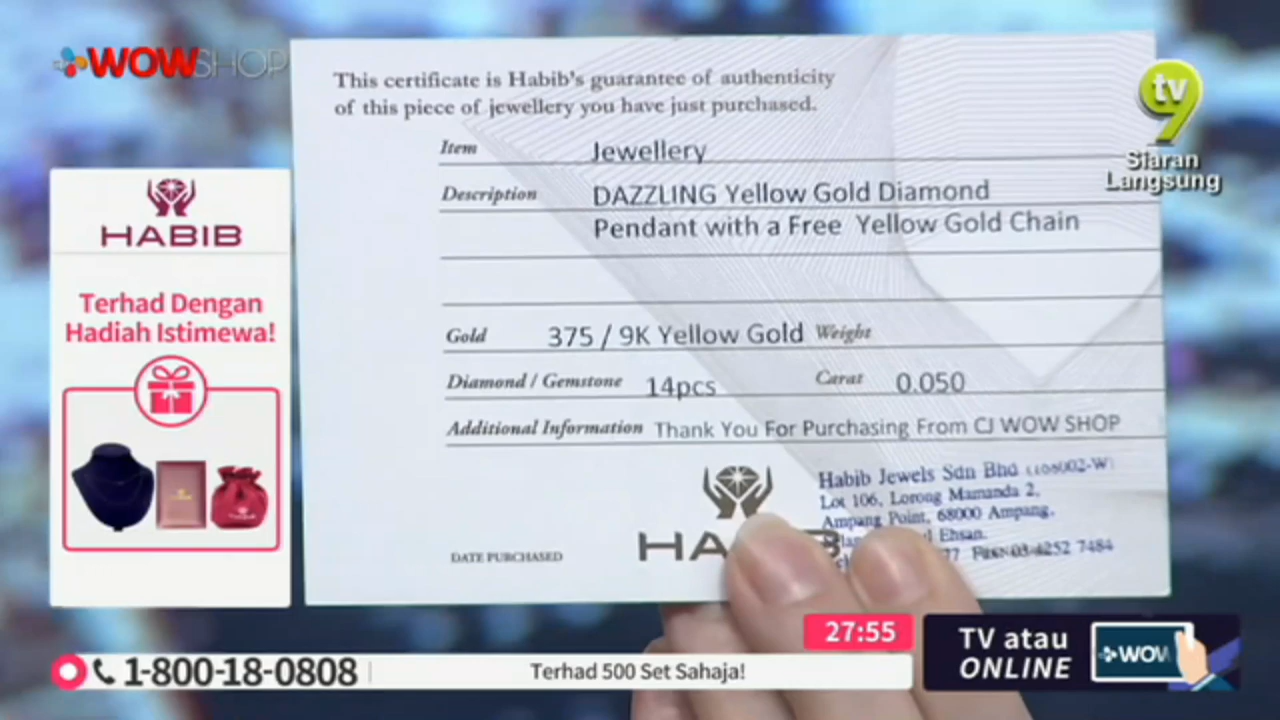 WOWSHOP
This certificate is Habib's guarantee of authenticity
of this piece of jewellery you have just purchased.
Item Jewellery
Description DAZZLING Yellow Gold Diamond
Pendant with a Free Yellow Gold Chain
Gold 375 / 9K Yellow Gold Weight
Diamond / Gemstone 14pcs Carat 0.050
Additional Information Thank You For Purchasing From CJ WOW SHOP
Habib Jewels Sdn Bhd
Lot 106, Lorong Mamanda 2,
Ampang Point, 68000 Ampang,
Ehsan.
77 Fax: 03-4252 7484
DATE PURCHASED
tv9
Siaran
Langsung
HABIB
Terhad Dengan
Hadiah Istimewa!
27:55
1-800-18-0808
Terhad 500 Set Sahaja!
TV atau
ONLINE
WOW